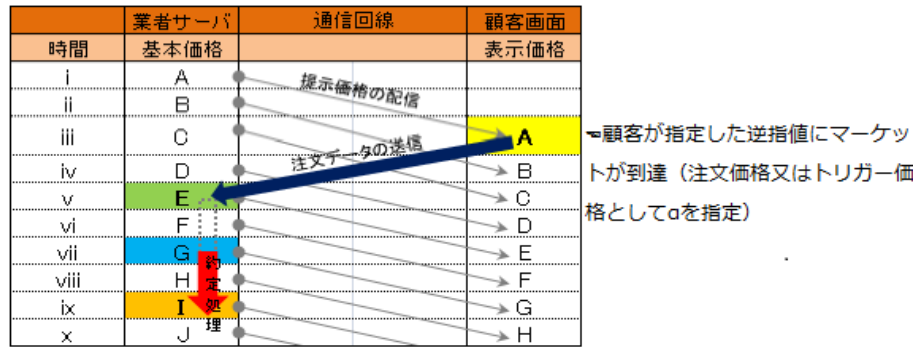 業者サーバ 通信回線 顧客画面
時間 基本価格 表示価格
i A
ii B
iii C A
iv D B
v E C
vi F D
vii G E
viii H F
ix I G
x J H
提示価格の配信
注文データの送信
約定処理
☜顧客が指定した逆指値にマーケッ
トが到達（注文価格又はトリガー価
格としてαを指定）